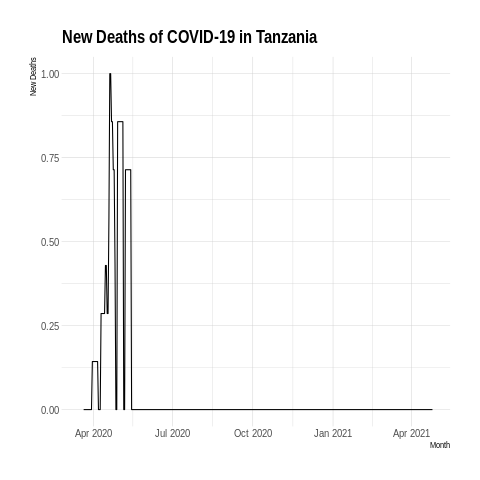 New Deaths of COVID-19 in Tanzania
New Deaths
1.00
0.75
0.50
0.25
0.00
Apr 2020 Jul 2020 Oct 2020 Jan 2021 Apr 2021
Month